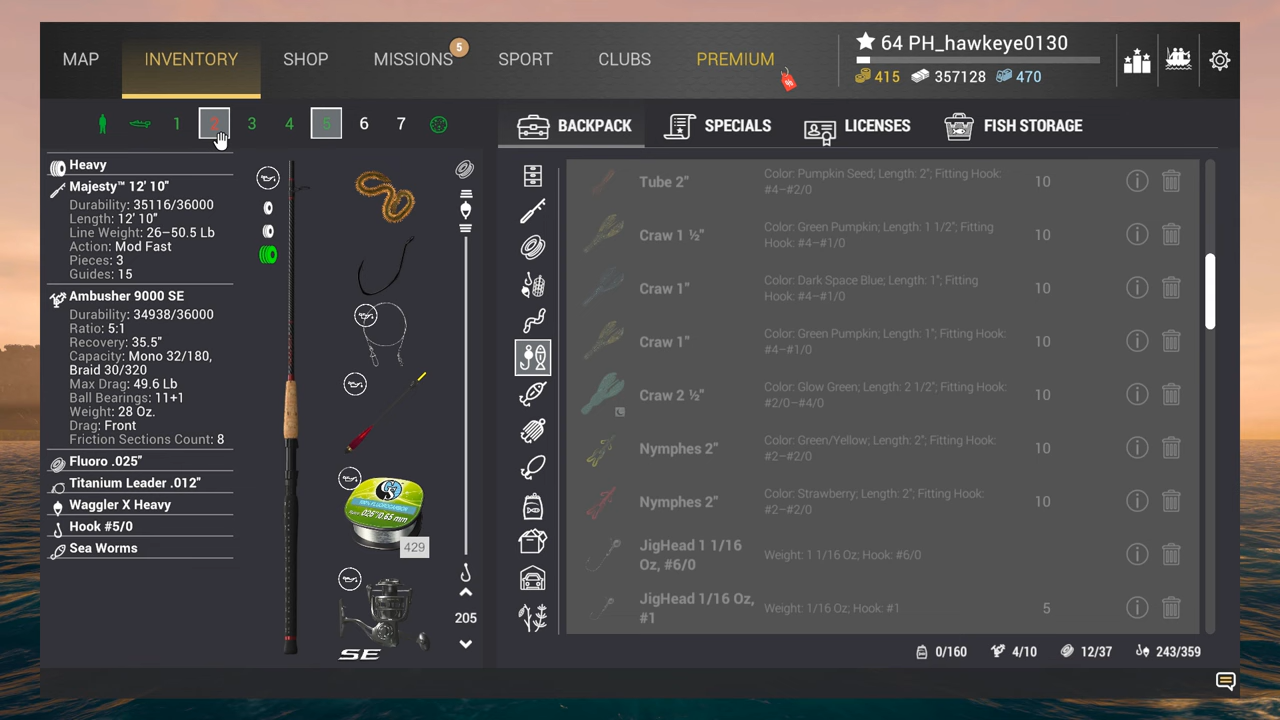 MAP
INVENTORY
SHOP
MISSIONS
5
SPORT
CLUBS
PREMIUM
64 PH_hawkeye0130
415
357128
470
1
2
3
4
5
6
7
BACKPACK
SPECIALS
LICENSES
FISH STORAGE
Heavy
Majesty™ 12' 10"
Durability: 35116/36000
Length: 12' 10"
Line Weight: 26–50.5 Lb
Action: Mod Fast
Pieces: 3
Guides: 15
Ambusher 9000 SE
Durability: 34938/36000
Ratio: 5:1
Recovery: 35.5"
Capacity: Mono 32/180,
Braid 30/320
Max Drag: 49.6 Lb
Ball Bearings: 11+1
Weight: 28 Oz.
Drag: Front
Friction Sections Count: 8
Fluoro .025"
Titanium Leader .012"
Waggler X Heavy
Hook #5/0
Sea Worms
429
SE
205
Tube 2"
Color: Pumpkin Seed; Length: 2"; Fitting Hook:
#4–#2/0
10
Craw 1 ½"
Color: Green Pumpkin; Length: 1 1/2"; Fitting
Hook: #4–#1/0
10
Craw 1"
Color: Dark Space Blue; Length: 1"; Fitting
Hook: #4–#1/0
10
Craw 1"
Color: Green Pumpkin; Length: 1"; Fitting Hook:
#4–#1/0
10
Craw 2 ½"
Color: Glow Green; Length: 2 1/2"; Fitting Hook:
#2/0–#4/0
10
Nymphes 2"
Color: Green/Yellow; Length: 2"; Fitting Hook:
#2–#2/0
10
Nymphes 2"
Color: Strawberry; Length: 2"; Fitting Hook:
#2–#2/0
10
JigHead 1 1/16
Oz, #6/0
Weight: 1 1/16 Oz; Hook: #6/0
JigHead 1/16 Oz,
#1
Weight: 1/16 Oz; Hook: #1
5
0/160
4/10
12/37
243/359